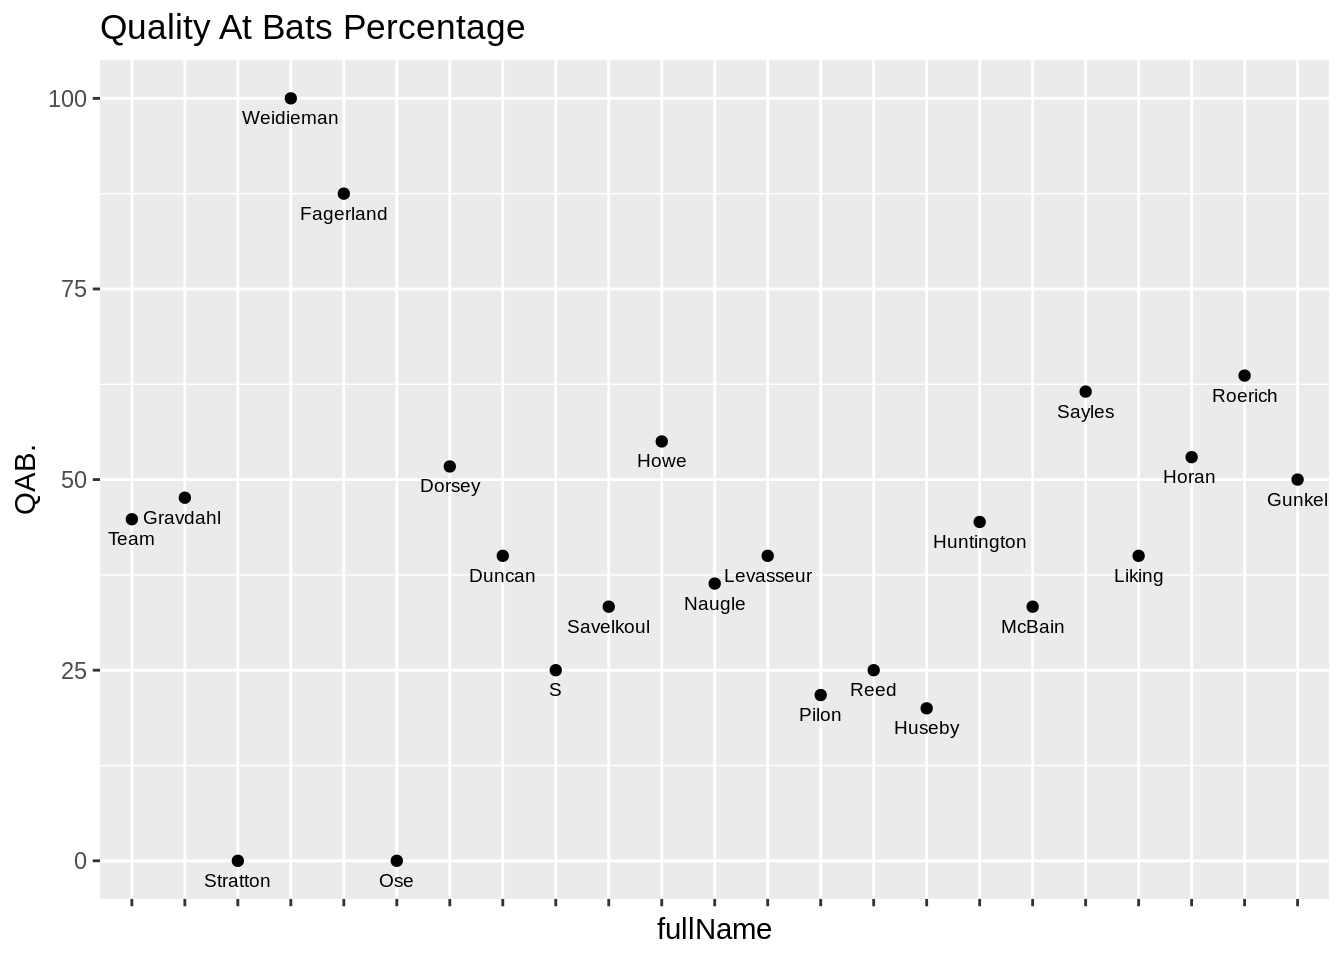 Quality At Bats Percentage
100
Weidieman
Fagerland
75
Sayles
Roerich
QAB.
50
Team
Gravdahl
Dorsey
Duncan
S
Savelkoul
Howe
Naugle
Levasseur
Pilon
Reed
Huseby
Huntington
McBain
Liking
Horan
Gunkel
25
0
Stratton
Ose
fullName